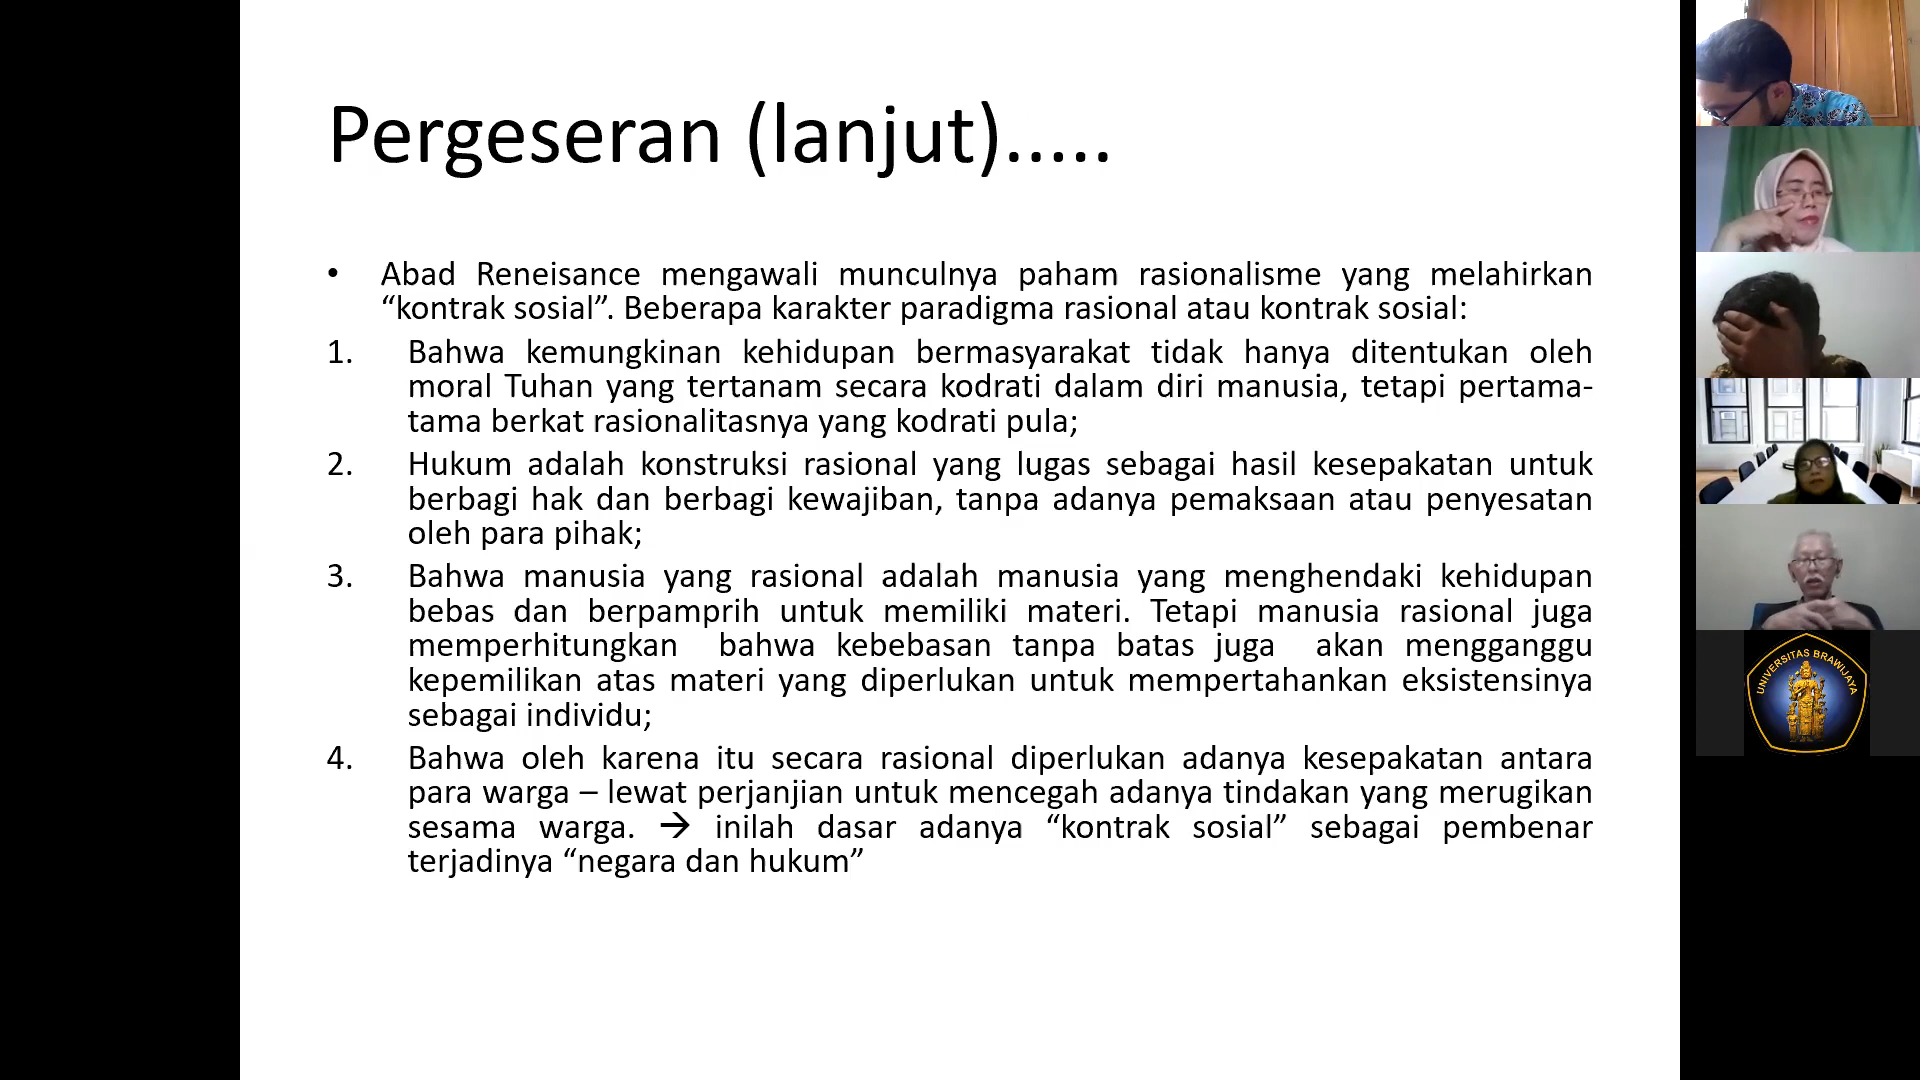 Pergeseran (lanjut).....
• Abad Reneisance mengawali munculnya paham rasionalisme yang melahirkan
“kontrak sosial”. Beberapa karakter paradigma rasional atau kontrak sosial:
1. Bahwa kemungkinan kehidupan bermasyarakat tidak hanya ditentukan oleh
moral Tuhan yang tertanam secara kodrati dalam diri manusia, tetapi pertama-
tama berkat rasionalitasnya yang kodrati pula;
2. Hukum adalah konstruksi rasional yang lugas sebagai hasil kesepakatan untuk
berbagi hak dan berbagi kewajiban, tanpa adanya pemaksaan atau penyesatan
oleh para pihak;
3. Bahwa manusia yang rasional adalah manusia yang menghendaki kehidupan
bebas dan berpamprih untuk memiliki materi. Tetapi manusia rasional juga
memperhitungkan bahwa kebebasan tanpa batas juga akan mengganggu
kepemilikan atas materi yang diperlukan untuk mempertahankan eksistensinya
sebagai individu;
4. Bahwa oleh karena itu secara rasional diperlukan adanya kesepakatan antara
para warga – lewat perjanjian untuk mencegah adanya tindakan yang merugikan
sesama warga. → inilah dasar adanya “kontrak sosial” sebagai pembenar
terjadinya “negara dan hukum”
UNIVERSITAS BRAWIJAYA